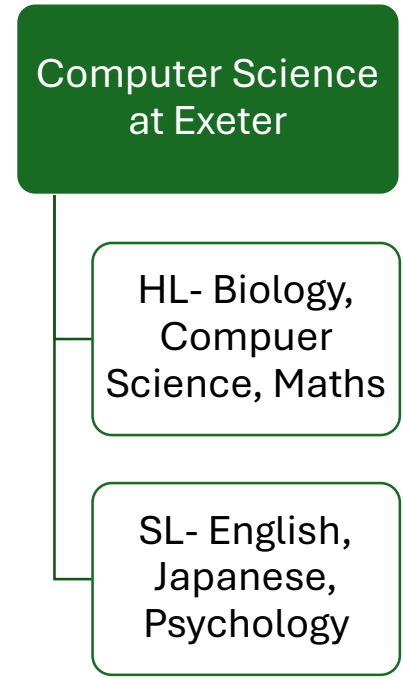 Computer Science
at Exeter
HL- Biology,
Compuer
Science, Maths
SL- English,
Japanese,
Psychology